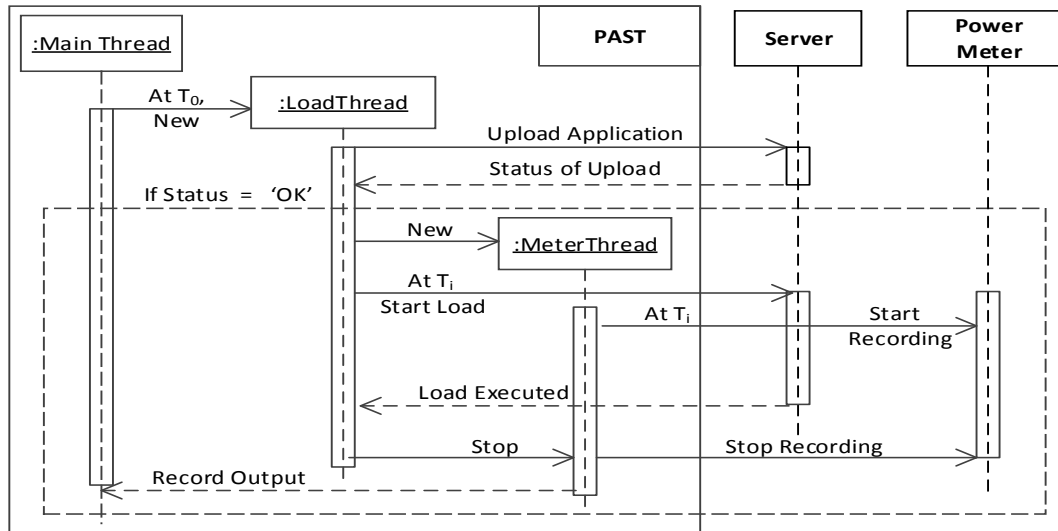 :Main Thread
PAST
Server
Power
Meter
At T₀,
New
:LoadThread
Upload Application
Status of Upload
If Status = ‘OK’
New
:MeterThread
At Tᵢ
Start Load
At Tᵢ
Start
Recording
Load Executed
Stop
Stop Recording
Record Output